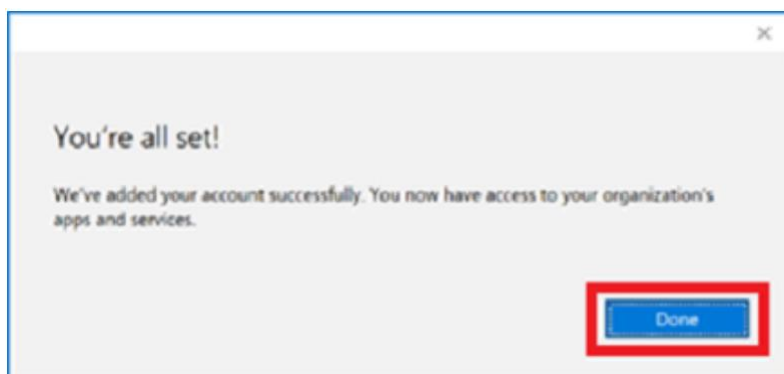 You're all set!
We've added your account successfully. You now have access to your organization's
apps and services.
Done